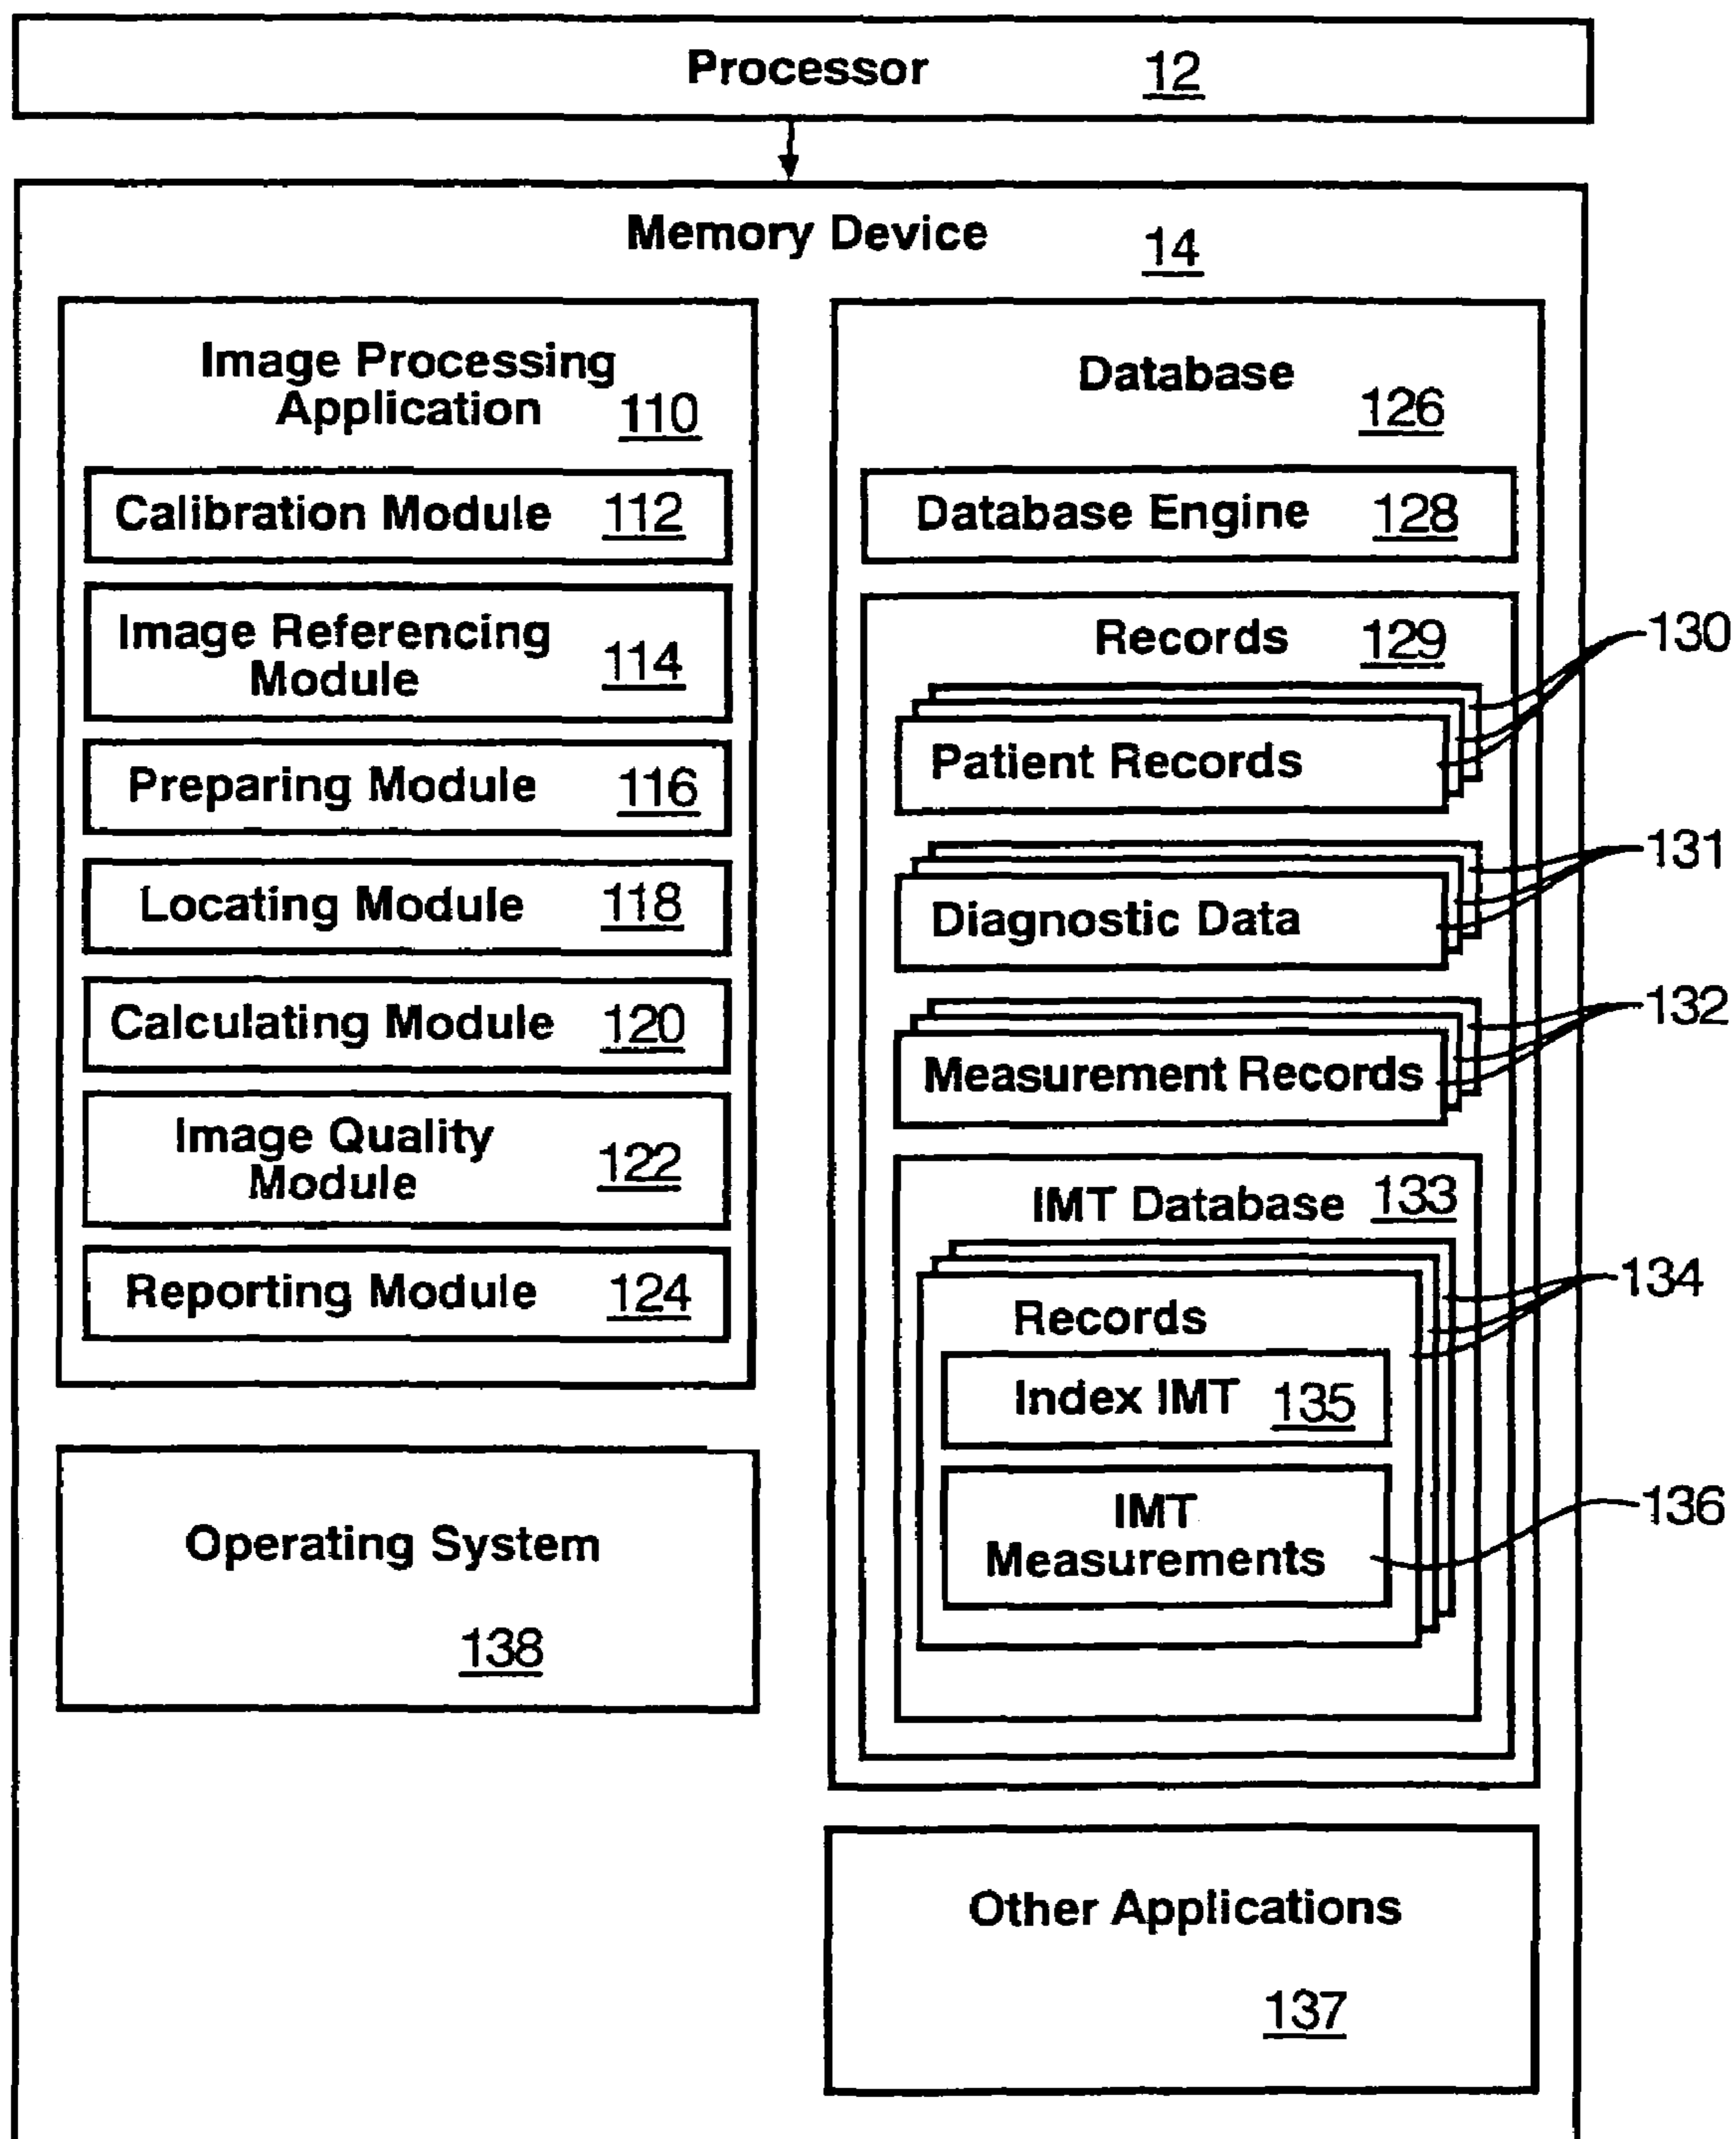 Processor 12
Memory Device 14
Image Processing
Application 110
Calibration Module 112
Image Referencing
Module 114
Preparing Module 116
Locating Module 118
Calculating Module 120
Image Quality
Module 122
Reporting Module 124
Operating System
138
Database
126
Database Engine 128
Records 129
130
Patient Records
131
Diagnostic Data
132
Measurement Records
IMT Database 133
134
Records
Index IMT 135
IMT
Measurements
136
Other Applications
137